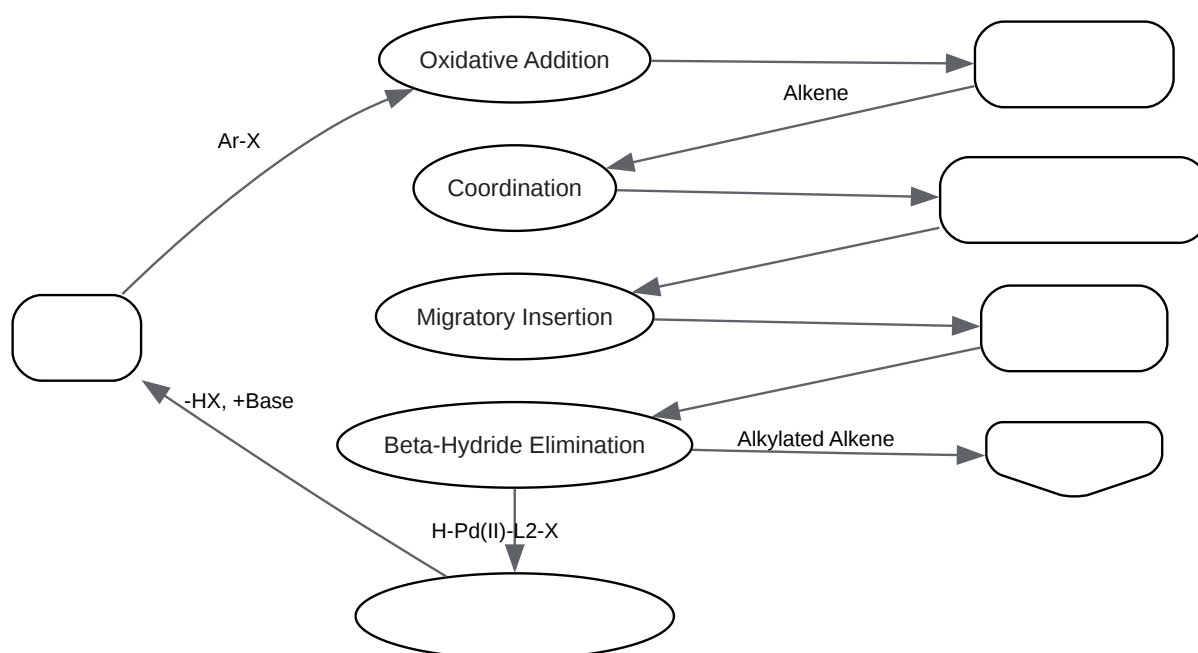 Oxidative Addition
Alkene
Ar-X
Coordination
Migratory Insertion
-HX, +Base
Beta-Hydride Elimination
Alkylated Alkene
H-Pd(II)-L2-X